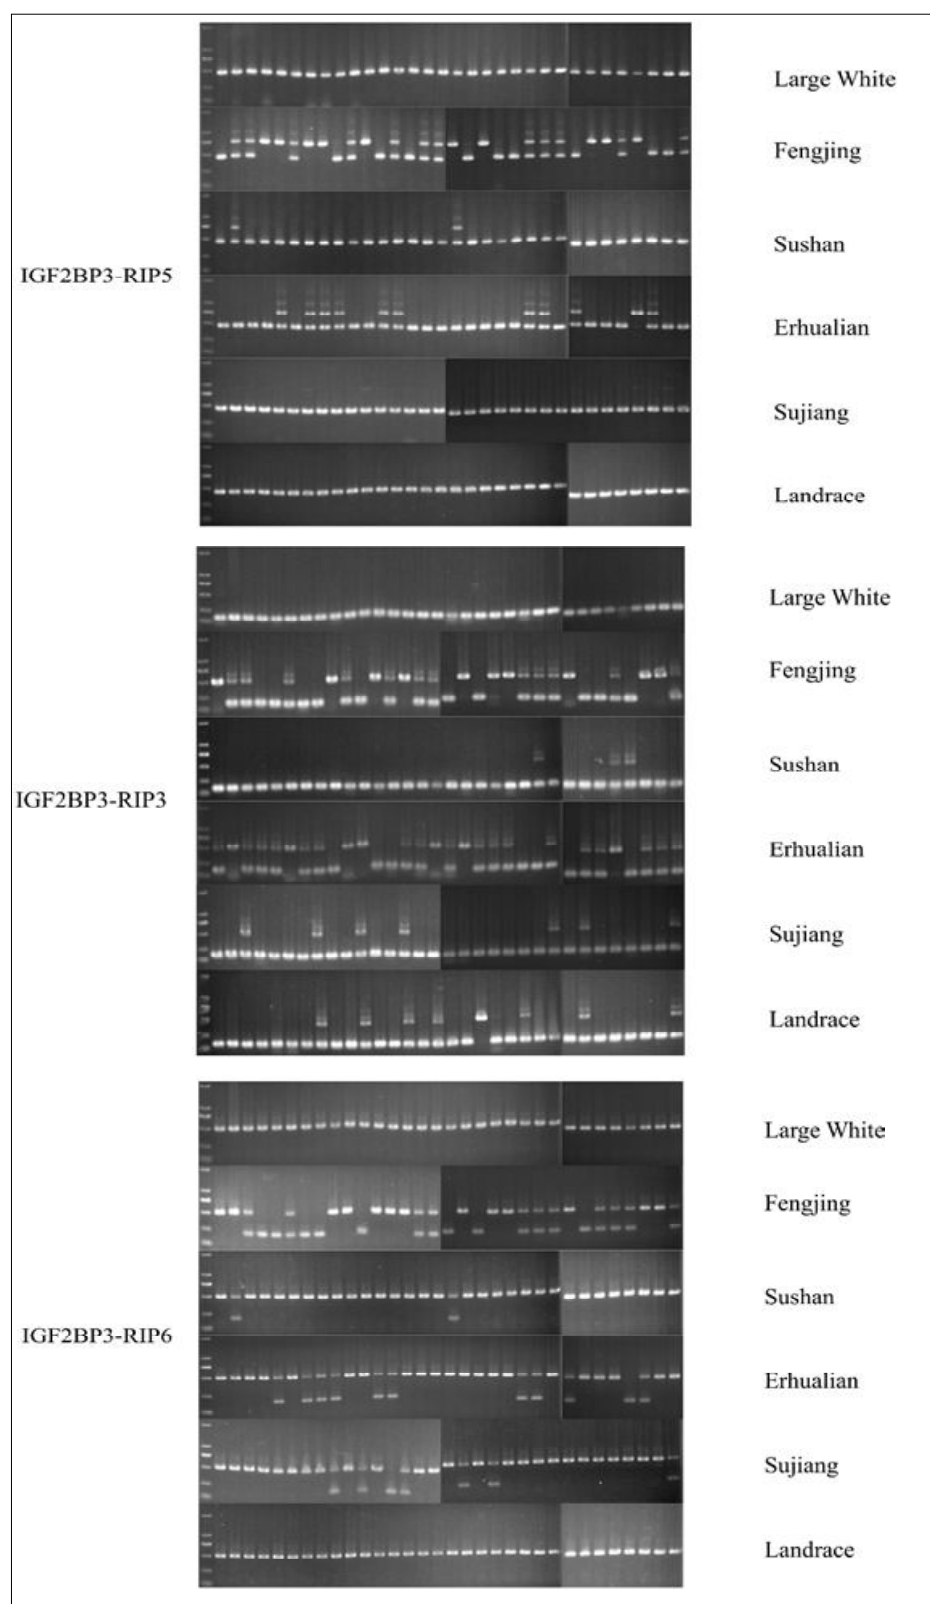 IGF2BP3-RIP5
Large White
Fengjing
Sushan
Erhualian
Sujiang
Landrace
IGF2BP3-RIP3
Large White
Fengjing
Sushan
Erhualian
Sujiang
Landrace
IGF2BP3-RIP6
Large White
Fengjing
Sushan
Erhualian
Sujiang
Landrace